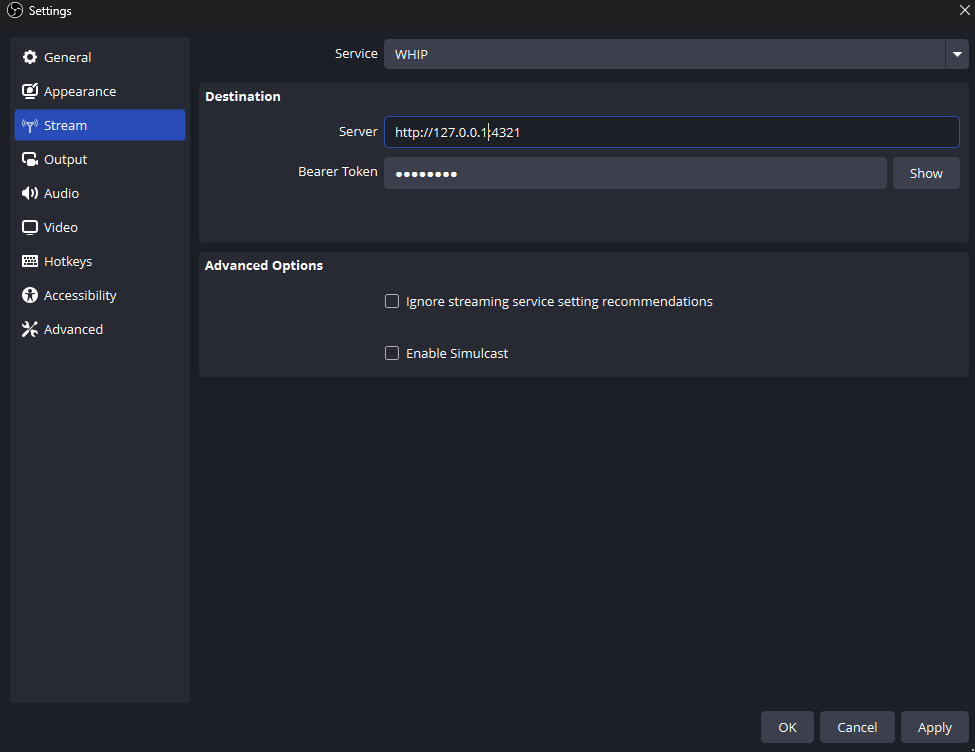 Settings
General
Appearance
Stream
Output
Audio
Video
Hotkeys
Accessibility
Advanced
Service WHIP
Destination
Server http://127.0.0.1:4321
Bearer Token ●●●●●●●● Show
Advanced Options
Ignore streaming service setting recommendations
Enable Simulcast
OK Cancel Apply